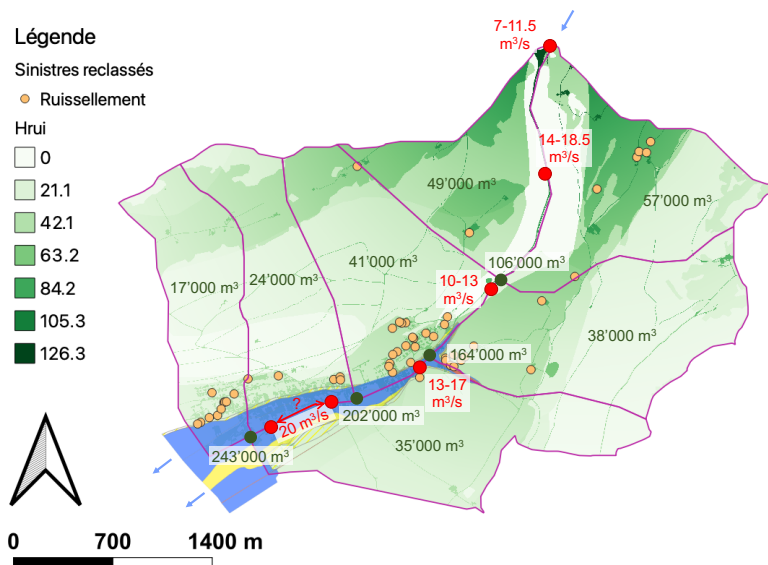 7-11.5
m³/s
Légende
Sinistres reclassés
Ruissellement
Hrui
0
21.1
42.1
63.2
84.2
105.3
126.3
14-18.5
m³/s
49'000 m³
57'000 m³
41'000 m³
106'000 m³
24'000 m³
17'000 m³
10-13
m³/s
38'000 m³
164'000 m³
13-17
m³/s
?
20 m³/s
202'000 m³
35'000 m³
243'000 m³
0 700 1400 m